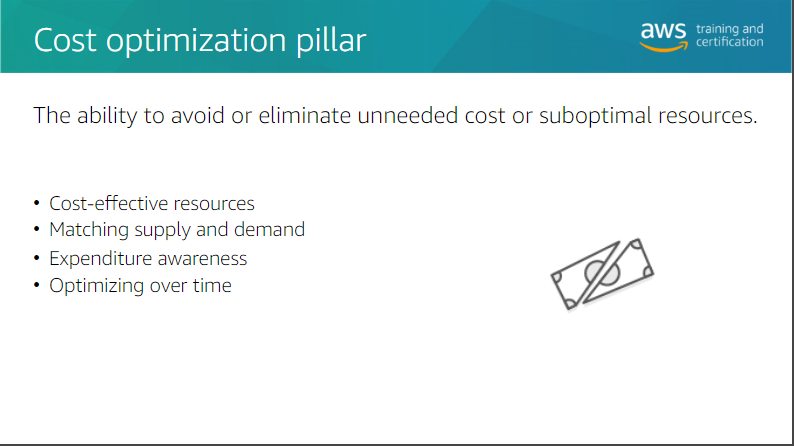 Cost optimization pillar
aws training and
certification
The ability to avoid or eliminate unneeded cost or suboptimal resources.
• Cost-effective resources
• Matching supply and demand
• Expenditure awareness
• Optimizing over time